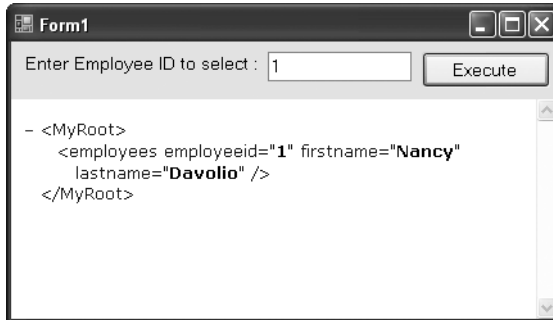 Form1
Enter Employee ID to select : 1 Execute
– <MyRoot>
<employees employeeid="1" firstname="Nancy"
lastname="Davolio" />
</MyRoot>